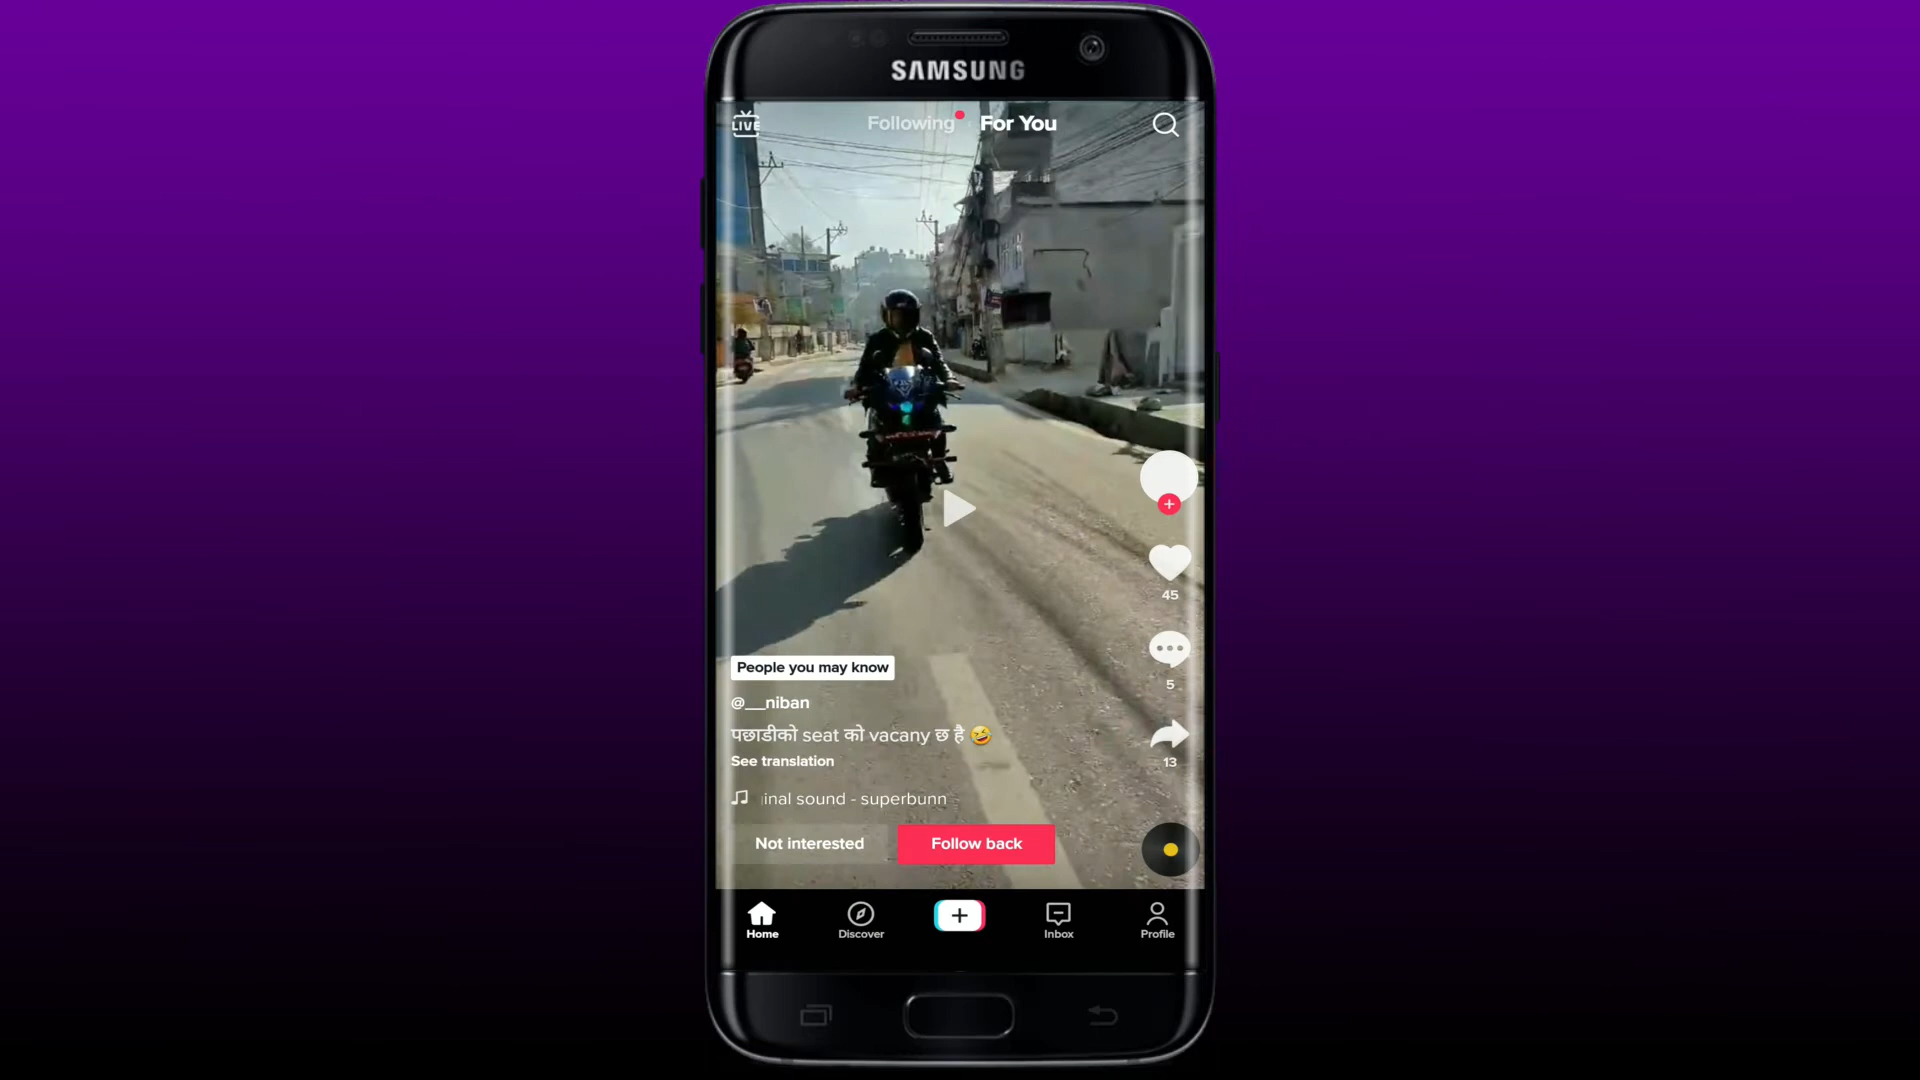 SAMSUNG
LIVE
Following
For You
45
5
People you may know
@__niban
पछाडीको seat को vacany छ है 🤣
See translation
13
inal sound - superbunn
Not interested
Follow back
Home
Discover
Inbox
Profile